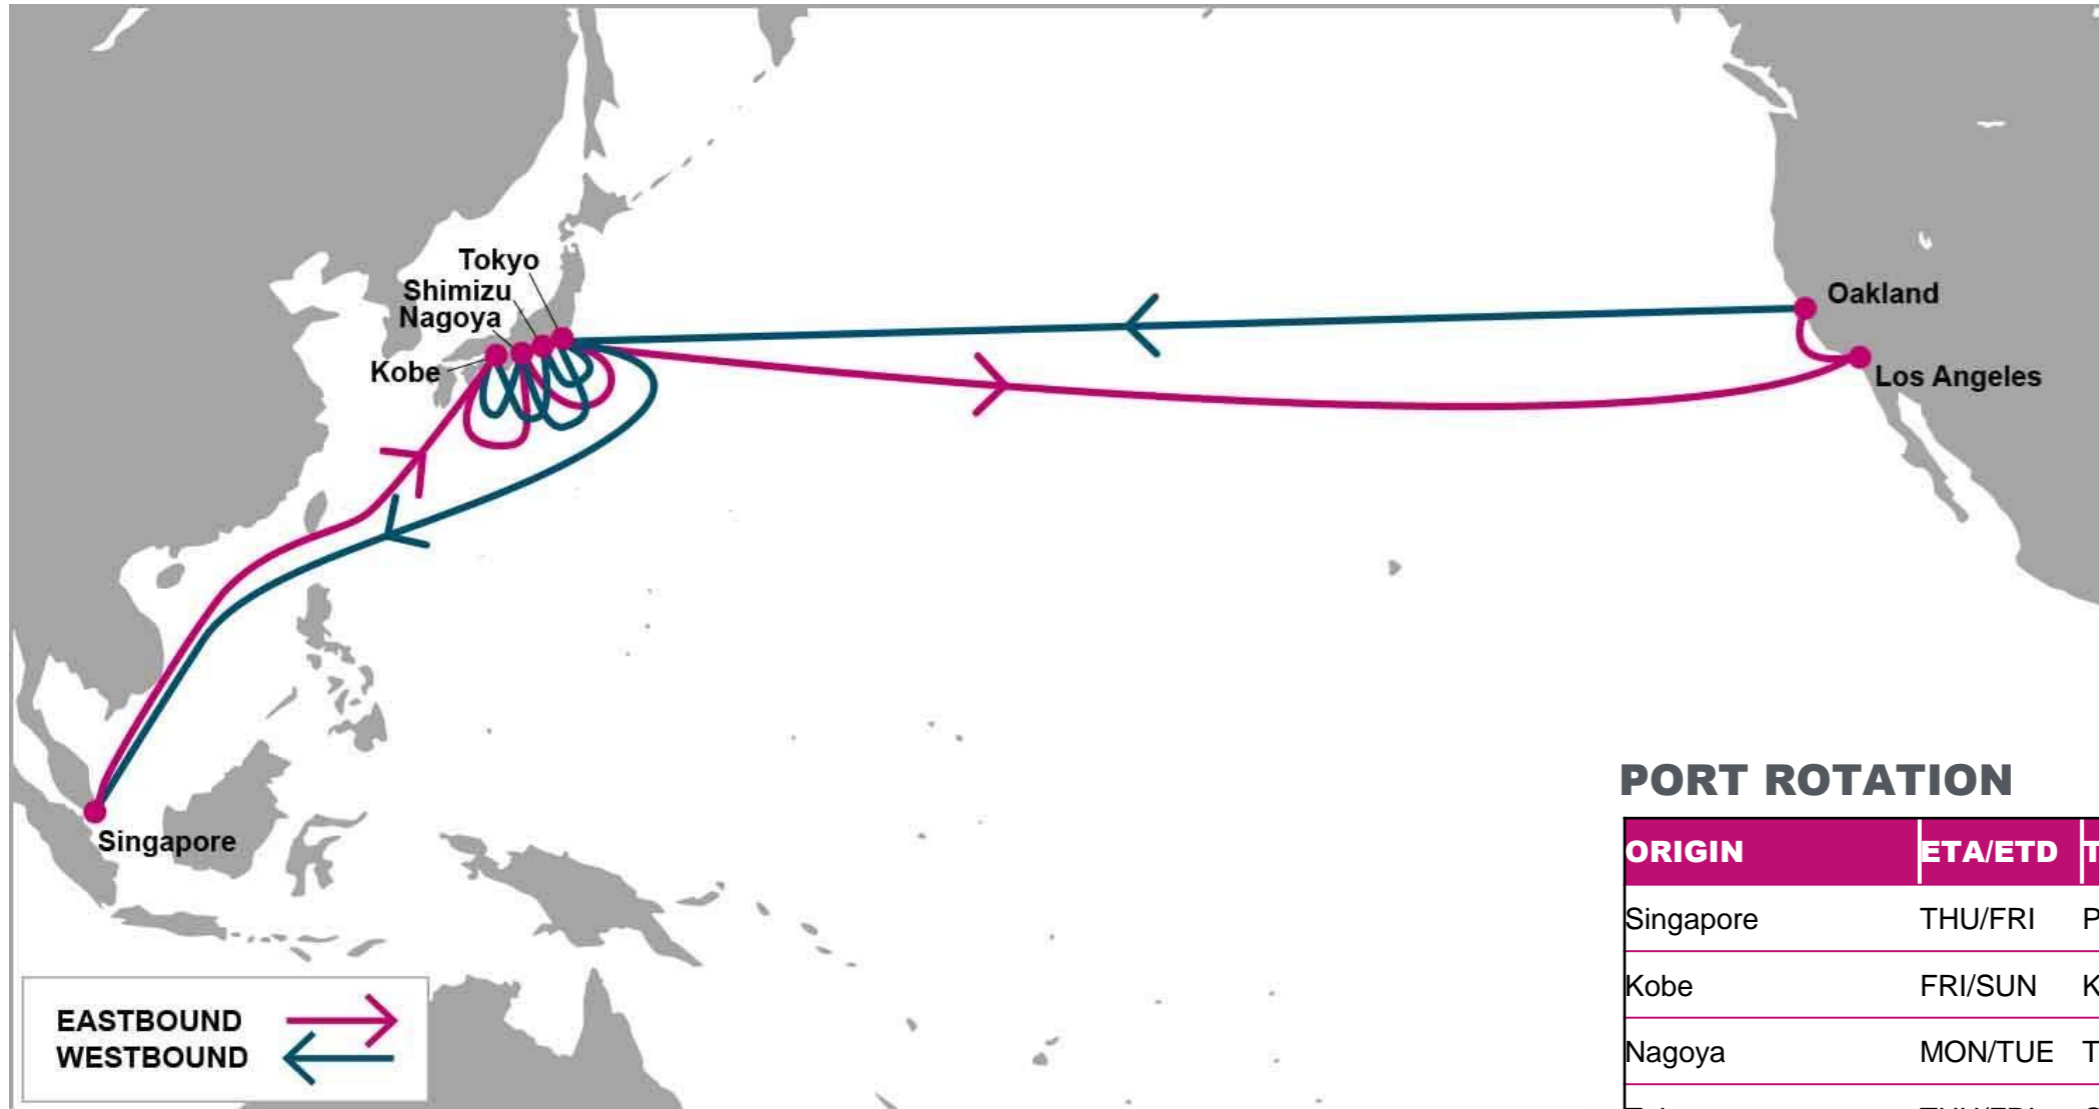 Tokyo
Shimizu
Nagoya
Kobe
Oakland
Los Angeles
Singapore
EASTBOUND
WESTBOUND
PORT ROTATION
ORIGIN ETA/ETD T
Singapore THU/FRI P
Kobe FRI/SUN K
Nagoya MON/TUE T